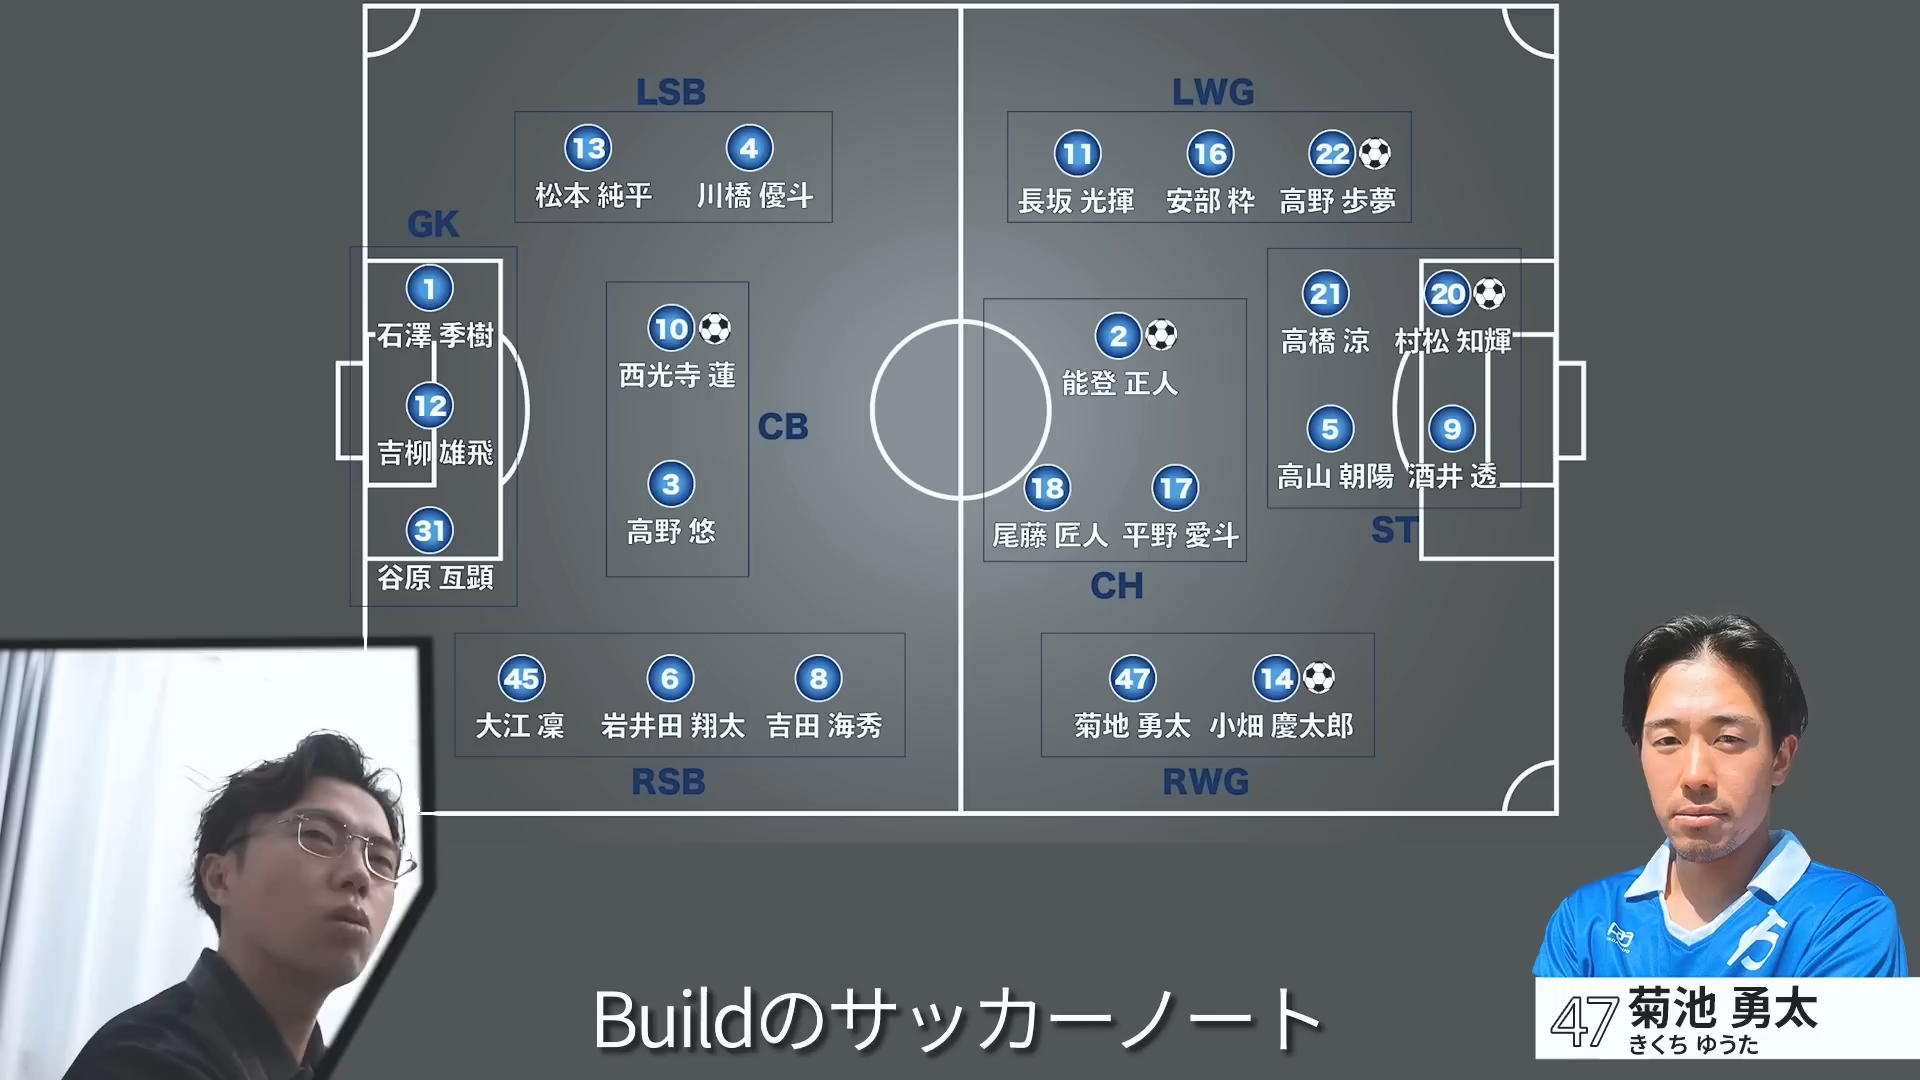 LSB
13
松本 純平
4
川橋 優斗
LWG
11
長坂 光揮
16
安部 粋
22
高野 歩夢
GK
1
石澤 季樹
12
吉柳 雄飛
31
谷原 亙顕
10
西光寺 蓮
3
高野 悠
CB
2
能登 正人
18
尾藤 匠人
17
平野 愛斗
CH
21
高橋 涼
20
村松 知輝
5
高山 朝陽
9
酒井 透
ST
45
大江 凜
6
岩井田 翔太
8
吉田 海秀
RSB
47
菊地 勇太
14
小畑 慶太郎
RWG
Buildのサッカーノート
47 菊池 勇太
きくち ゆうた